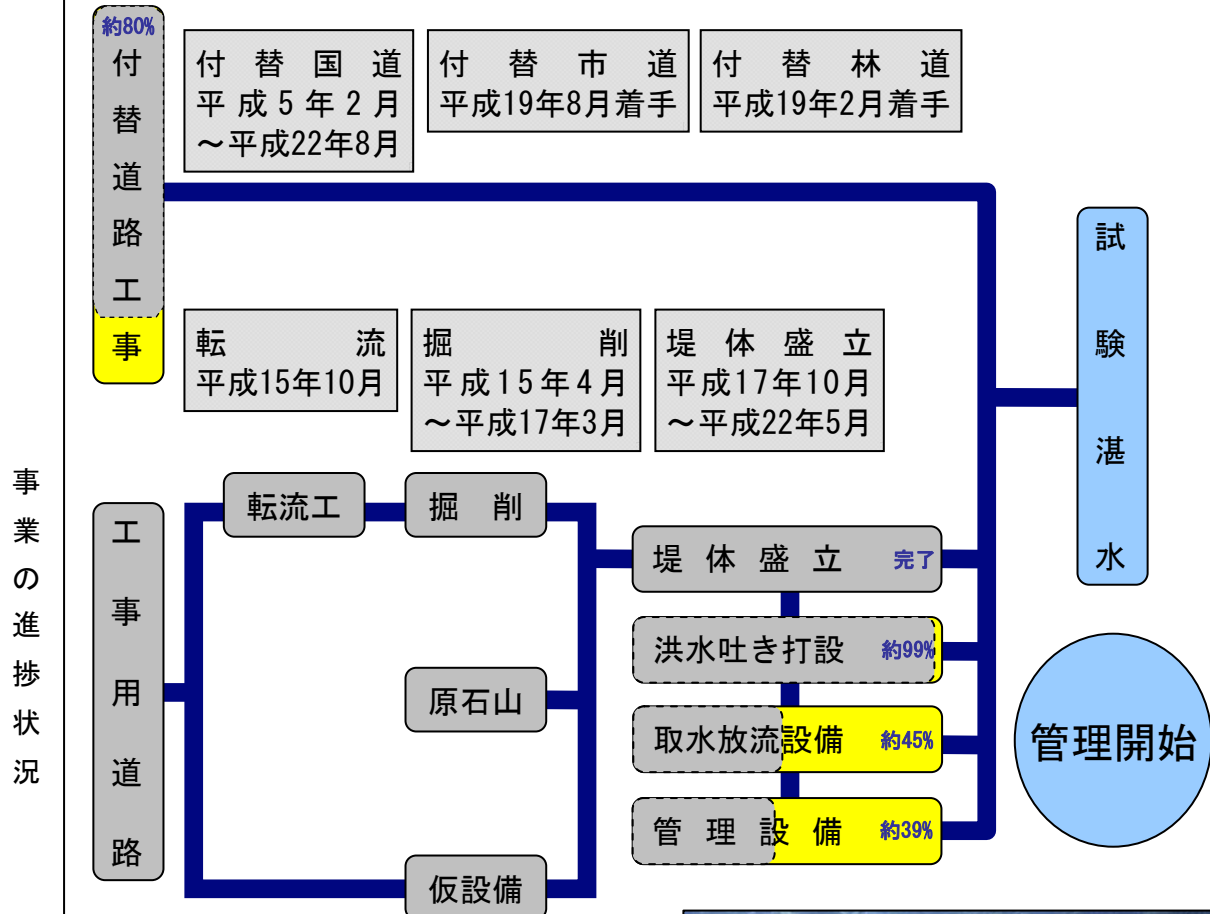 事業の進捗状況
約80%
付替道路工事
付替国道
平成5年2月
～平成22年8月
付替市道
平成19年8月着手
付替林道
平成19年2月着手
転流
平成15年10月
掘削
平成15年4月
～平成17年3月
堤体盛立
平成17年10月
～平成22年5月
工事用道路
転流工
掘削
原石山
仮設備
堤体盛立 完了
洪水吐き打設 約99%
取水放流設備 約45%
管理設備 約39%
試験湛水
管理開始